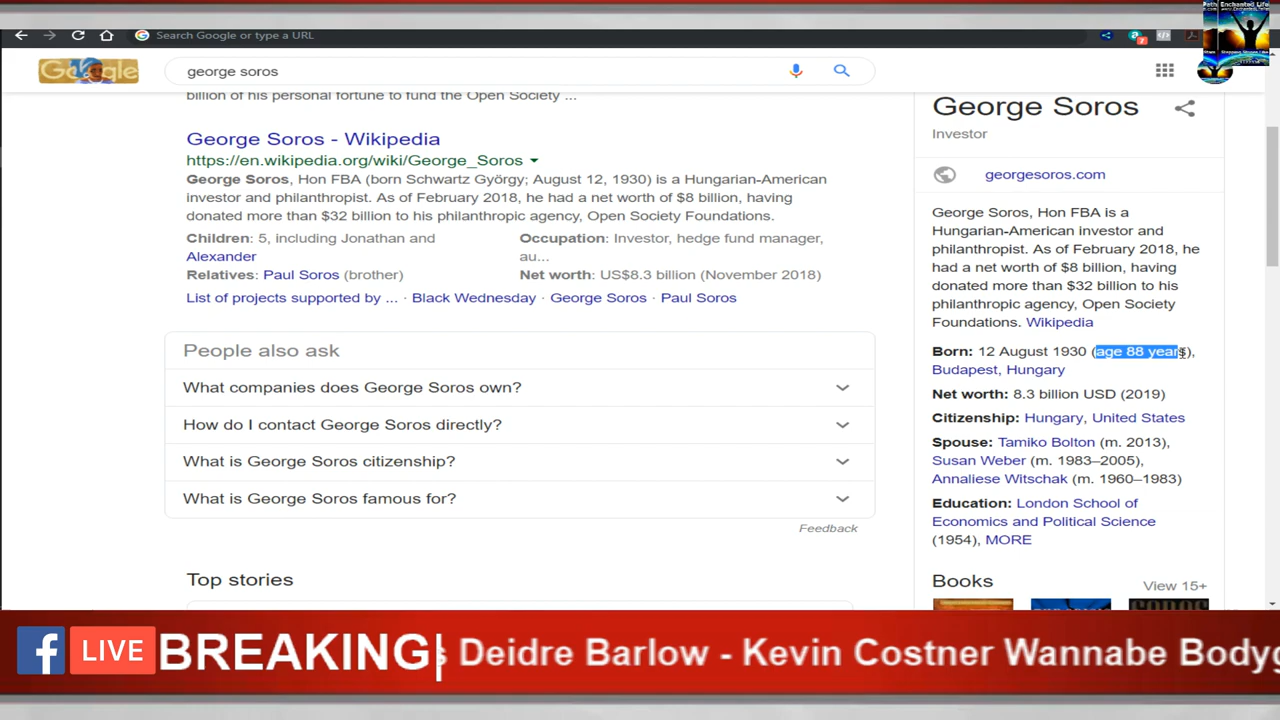 Path Enchanted Life
Search Google or type a URL
Google
george soros
billion of his personal fortune to fund the Open Society ...
George Soros - Wikipedia
https://en.wikipedia.org/wiki/George_Soros
George Soros, Hon FBA (born Schwartz György; August 12, 1930) is a Hungarian-American
investor and philanthropist. As of February 2018, he had a net worth of $8 billion, having
donated more than $32 billion to his philanthropic agency, Open Society Foundations.
Children: 5, including Jonathan and
Alexander
Relatives: Paul Soros (brother)
Occupation: Investor, hedge fund manager,
au...
Net worth: US$8.3 billion (November 2018)
List of projects supported by ... · Black Wednesday · George Soros · Paul Soros
People also ask
What companies does George Soros own?
How do I contact George Soros directly?
What is George Soros citizenship?
What is George Soros famous for?
Feedback
Top stories
George Soros
Investor
georgesoros.com
George Soros, Hon FBA is a
Hungarian-American investor and
philanthropist. As of February 2018, he
had a net worth of $8 billion, having
donated more than $32 billion to his
philanthropic agency, Open Society
Foundations. Wikipedia
Born: 12 August 1930 (age 88 years),
Budapest, Hungary
Net worth: 8.3 billion USD (2019)
Citizenship: Hungary, United States
Spouse: Tamiko Bolton (m. 2013),
Susan Weber (m. 1983–2005),
Annaliese Witschak (m. 1960–1983)
Education: London School of
Economics and Political Science
(1954), MORE
Books
View 15+
f LIVE BREAKING| s Deidre Barlow - Kevin Costner Wannabe Bodyg